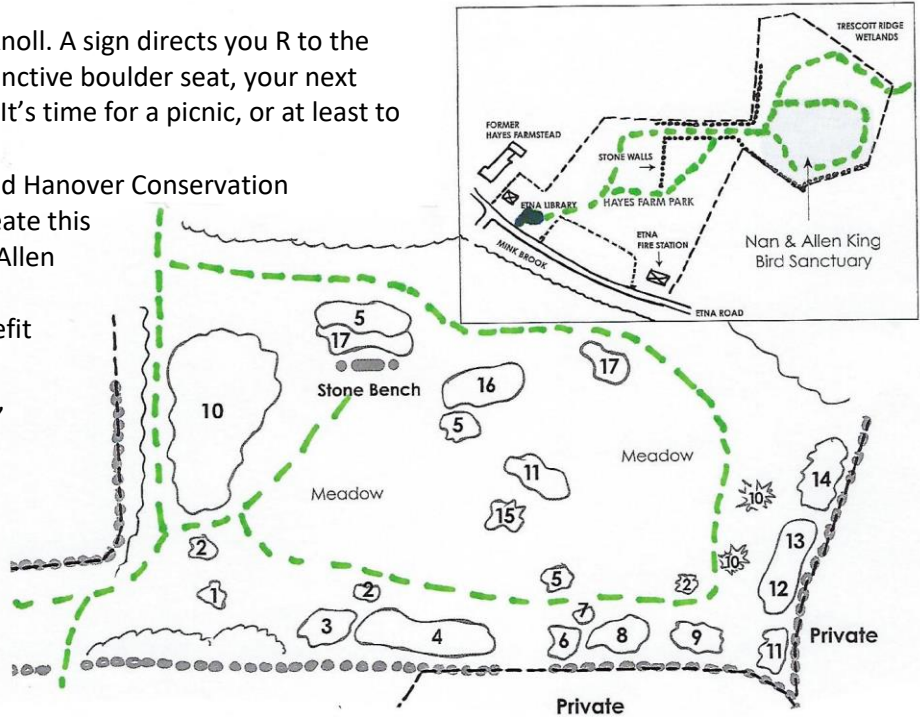 noll. A sign directs you R to the
nctive boulder seat, your next
It's time for a picnic, or at least to
d Hanover Conservation
eate this
Allen
efit
TRESCOTT RIDGE
WETLANDS
FORMER
HAYES FARMSTEAD
STONE WALLS
ETNA LIBRARY
HAYES FARM PARK
ETNA
FIRE STATION
MINK BROOK
Nan & Allen King
Bird Sanctuary
ETNA ROAD
5
17
Stone Bench
17
16
10
5
Meadow
11
Meadow
14
10
15
13
2
10
5
2
12
1
2
7
3
4
6
8
9
11
Private
Private